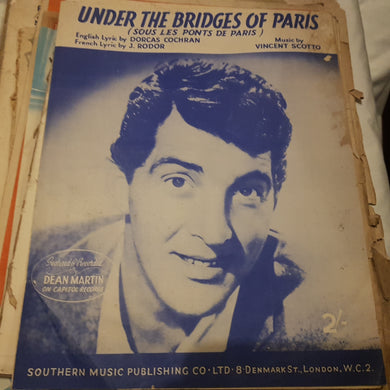 UNDER THE BRIDGES OF PARIS
(SOUS LES PONTS DE PARIS)
English Lyric by DORCAS COCHRAN
French Lyric by J. RODOR
Music by
VINCENT SCOTTO
Featured & Recorded
by
DEAN MARTIN
ON CAPITOL RECORDS
2/-
SOUTHERN MUSIC PUBLISHING CO·LTD·8·DENMARK ST., LONDON, W.C.2.